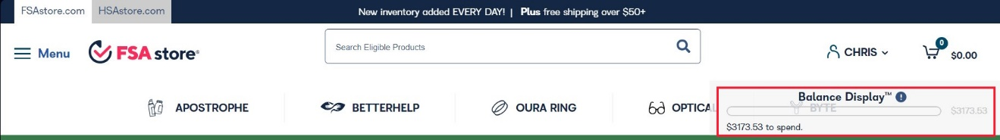 FSAstore.com HSAstore.com New inventory added EVERY DAY! | Plus free shipping over $50+
Menu FSA store® Search Eligible Products CHRIS 0 $0.00
APOSTROPHE BETTERHELP OURA RING OPTICA BYTE
Balance Display™ !
$3173.53
$3173.53 to spend.